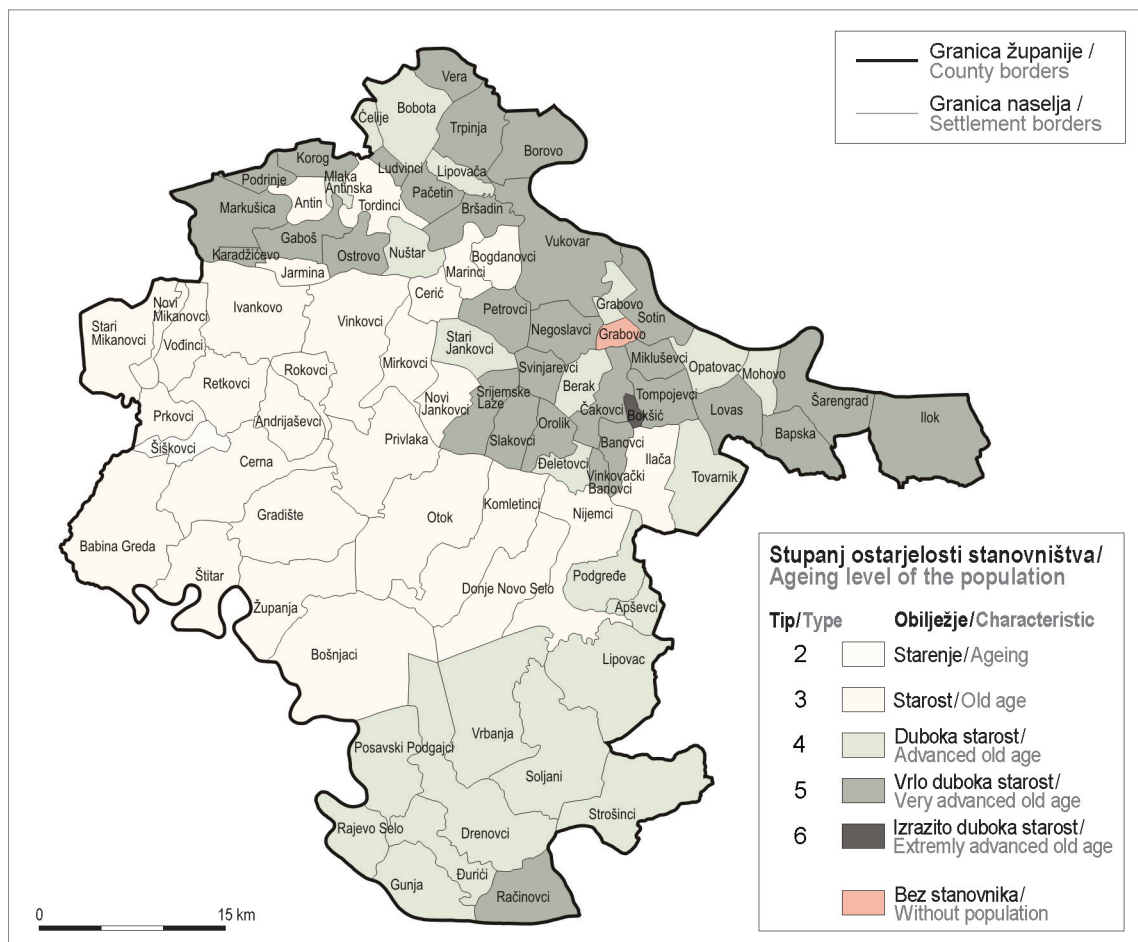 Granica županije /
County borders
Granica naselja /
Settlement borders
Vera
Bobota
Ćelije
Trpinja
Borovo
Korog
Ludvinci
Lipovača
Podrinje
Mlaka
Antinska
Pačetin
Markušica
Antin
Tordinci
Bršadin
Gaboš
Vukovar
Karadžićevo
Ostrovo
Nuštar
Bogdanovci
Jarmina
Marinci
Cerić
Novi
Mikanovci
Ivankovo
Vinkovci
Petrovci
Grabovo
Sotin
Stari
Mikanovci
Vođinci
Negoslavci
Grabovo
Stari
Jankovci
Mikluševci
Mirkovci
Opatovac
Mohovo
Rokovci
Svinjarevci
Retkovci
Berak
Tompojevci
Šarengrad
Novi
Jankovci
Srijemske
Laze
Čakovci
Bokšić
Lovas
Ilok
Prkovci
Andrijaševci
Orolik
Privlaka
Slakovci
Banovci
Bapska
Šiškovci
Cerna
Đeletovci
Ilača
Tovarnik
Vinkovački
Banovci
Gradište
Otok
Komletinci
Nijemci
Babina Greda
Štitar
Podgrađe
Donje Novo Selo
Županja
Apševci
Bošnjaci
Lipovac
Vrbanja
Posavski Podgajci
Soljani
Strošinci
Rajevo Selo
Drenovci
Gunja
Đurići
Račinovci
0 15 km
Stupanj ostarjelosti stanovništva/
Ageing level of the population
Tip/Type Obilježje/Characteristic
2 Starenje/Ageing
3 Starost/Old age
4 Duboka starost/
Advanced old age
5 Vrlo duboka starost/
Very advanced old age
6 Izrazito duboka starost/
Extremly advanced old age
Bez stanovnika/
Without population